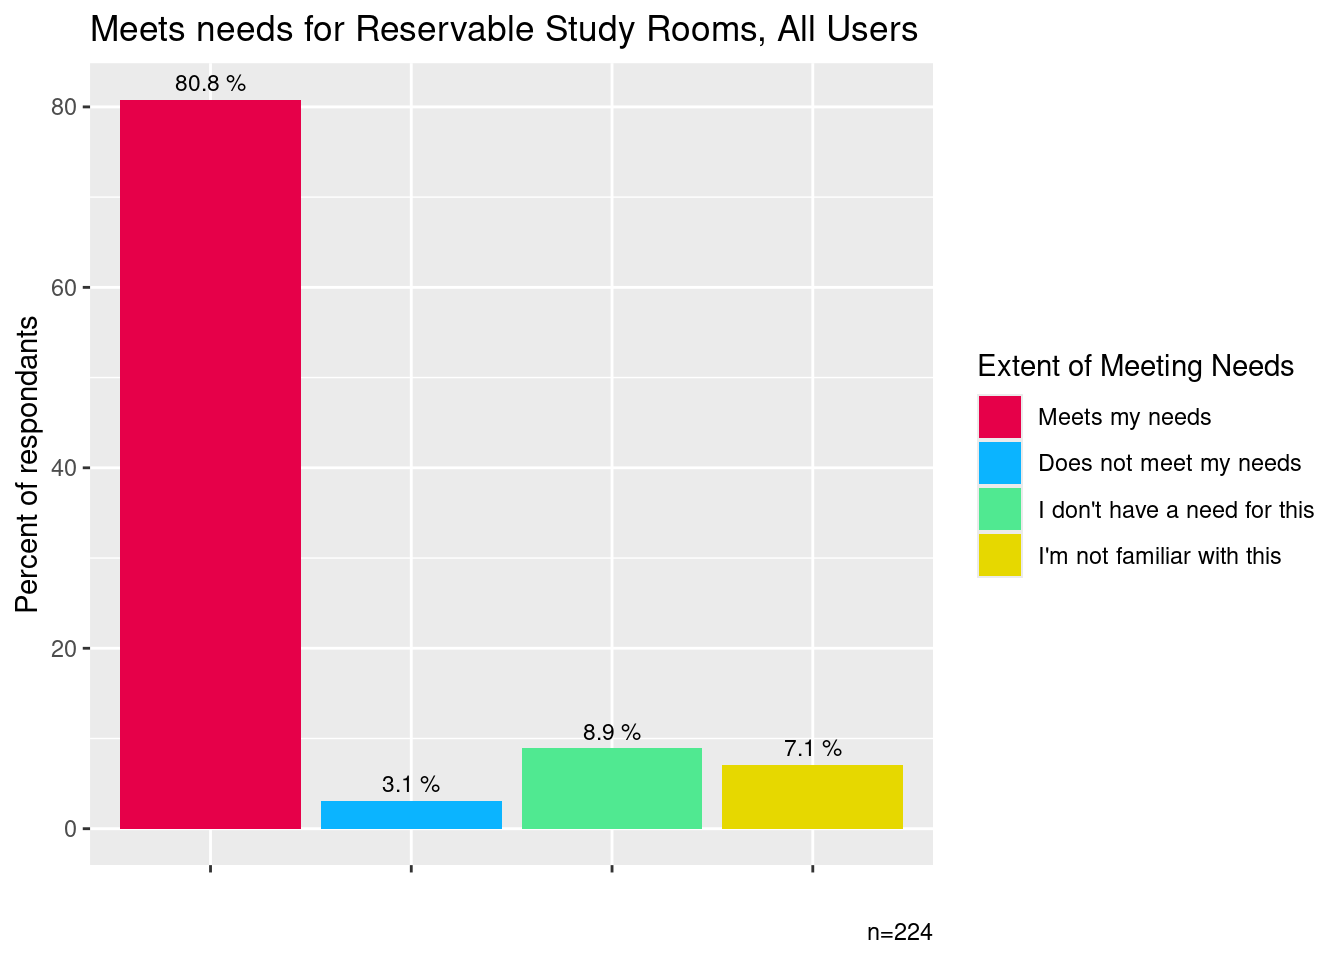 Meets needs for Reservable Study Rooms, All Users
80.8 %
3.1 %
8.9 %
7.1 %
80
60
40
20
0
Percent of respondants
Extent of Meeting Needs
Meets my needs
Does not meet my needs
I don't have a need for this
I'm not familiar with this
n=224